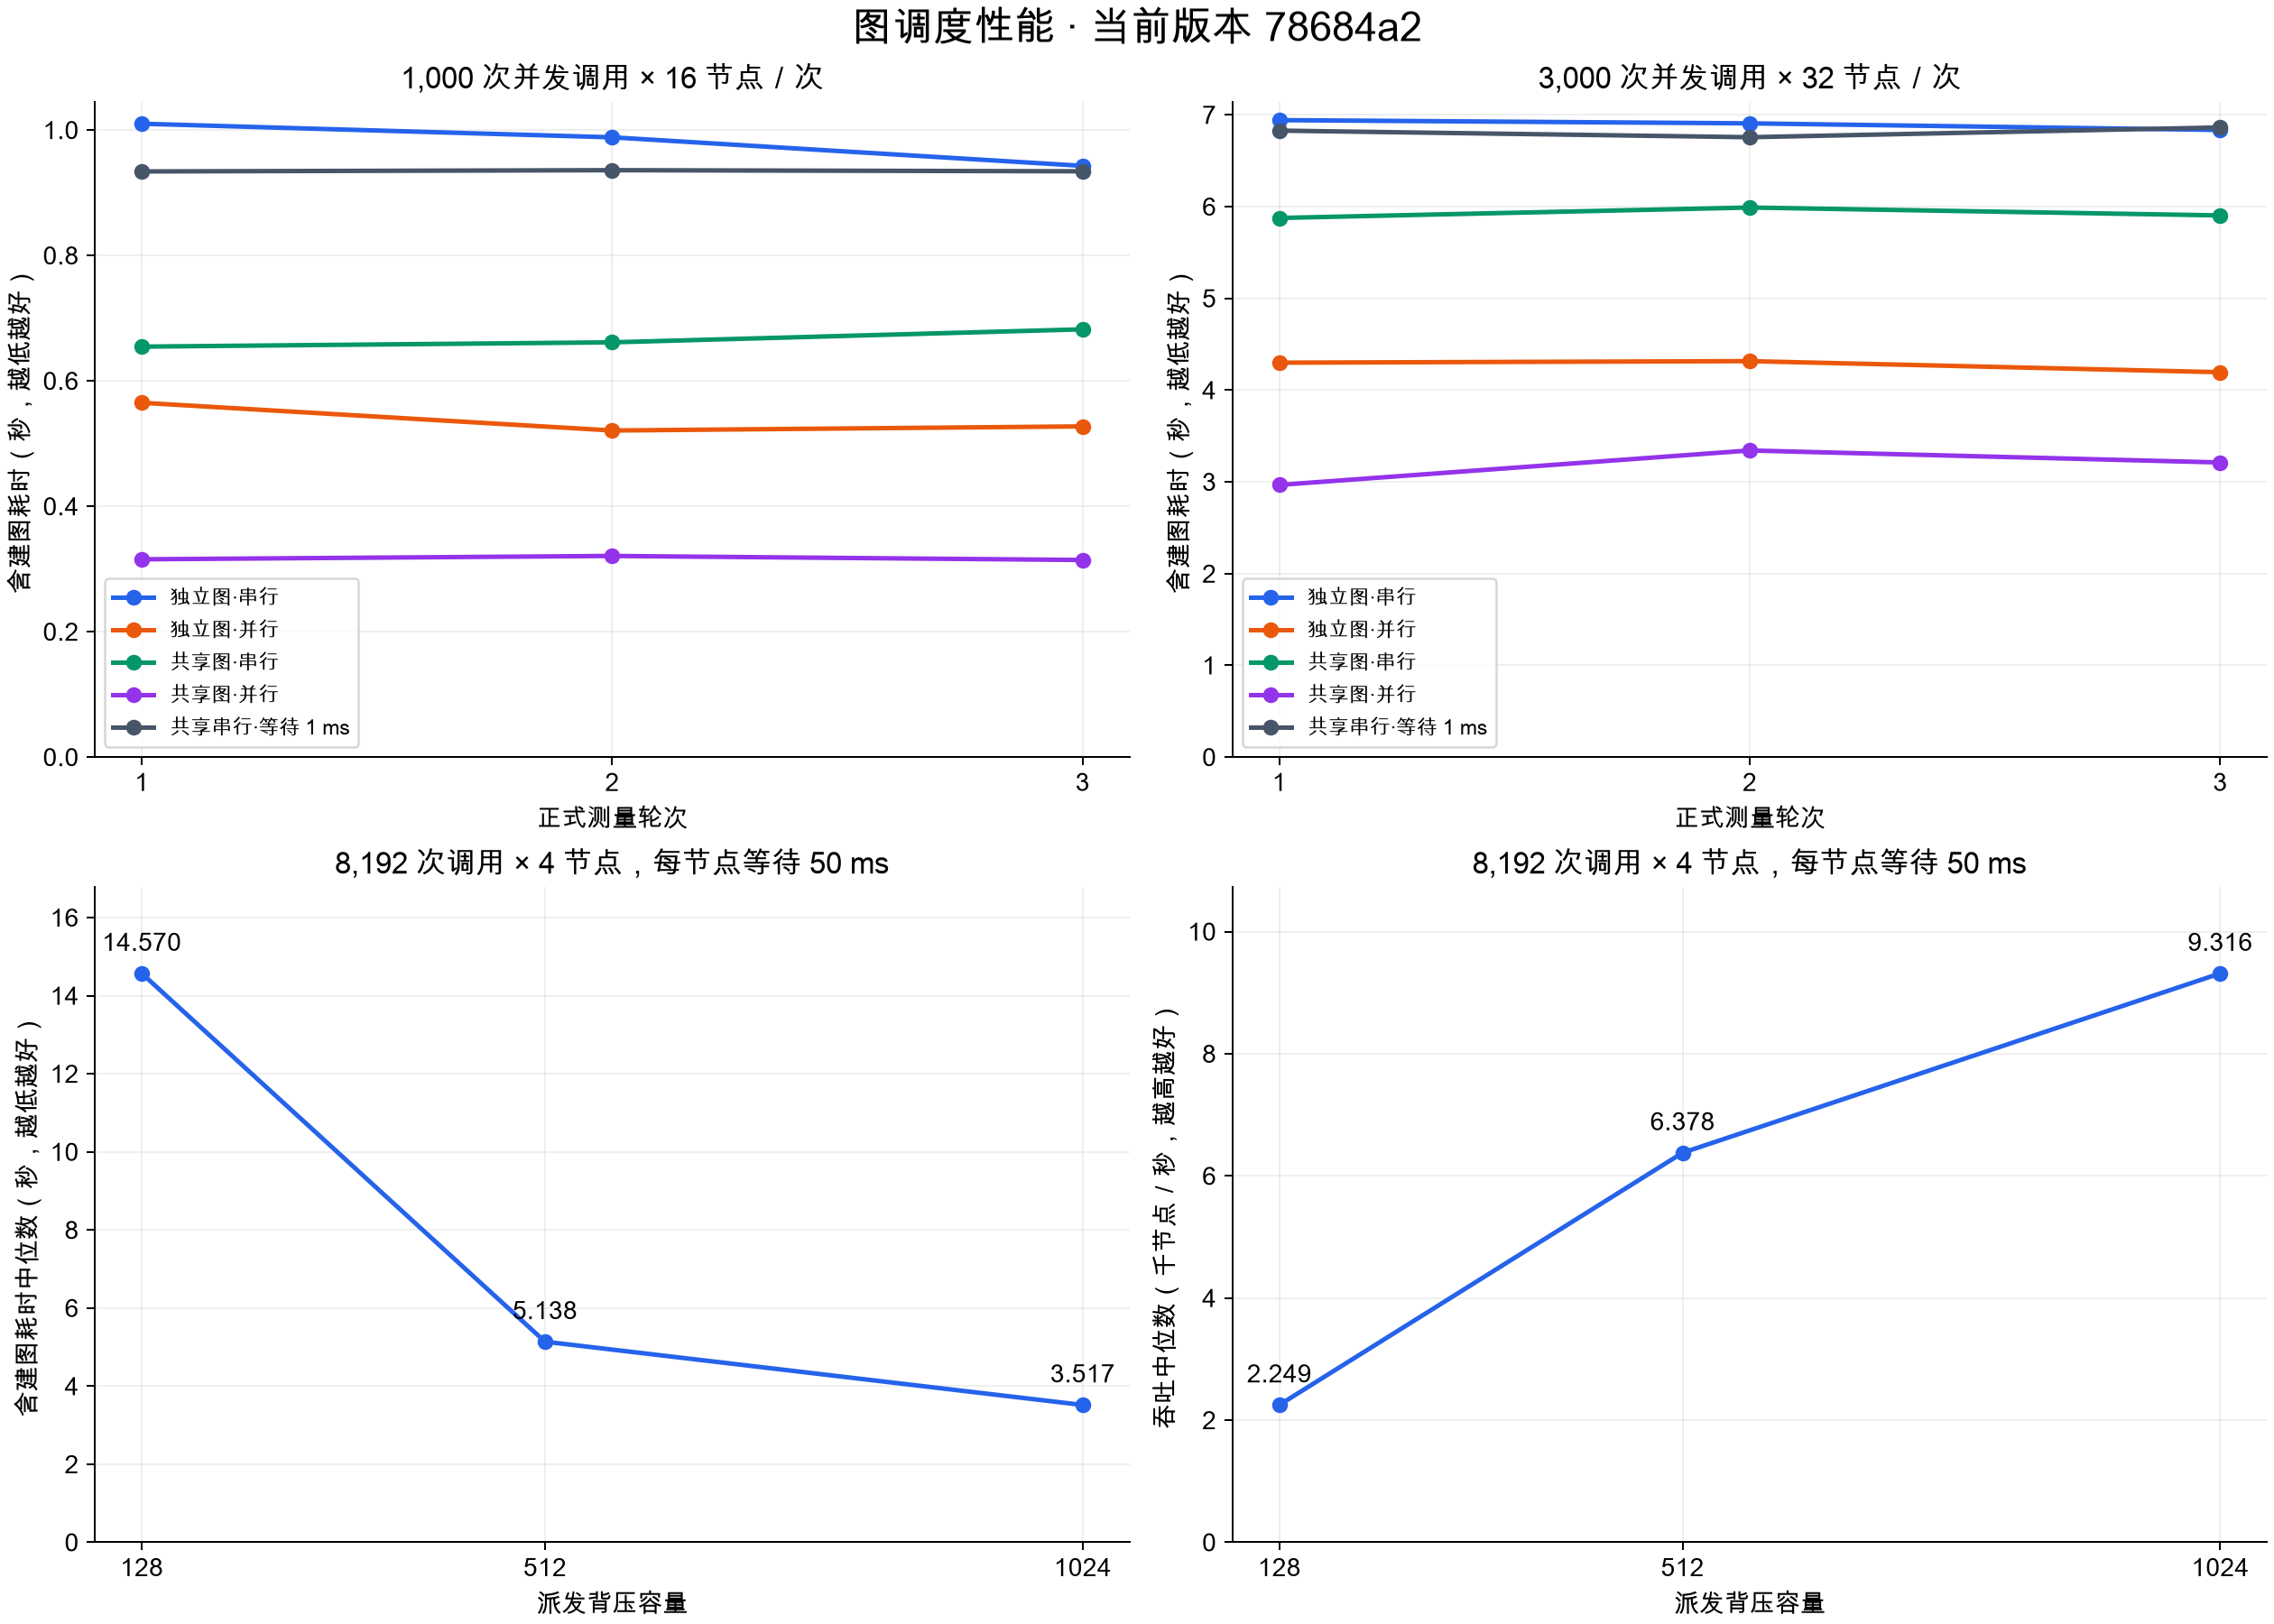 图调度性能 · 当前版本 78684a2
1,000 次并发调用 × 16 节点 / 次
含建图耗时（秒，越低越好）
1.0
0.8
0.6
0.4
0.2
0.0
独立图·串行
独立图·并行
共享图·串行
共享图·并行
共享串行·等待 1 ms
1
2
3
正式测量轮次
3,000 次并发调用 × 32 节点 / 次
含建图耗时（秒，越低越好）
7
6
5
4
3
2
1
0
独立图·串行
独立图·并行
共享图·串行
共享图·并行
共享串行·等待 1 ms
1
2
3
正式测量轮次
8,192 次调用 × 4 节点，每节点等待 50 ms
含建图耗时中位数（秒，越低越好）
16
14
12
10
8
6
4
2
0
14.570
5.138
3.517
128
512
1024
派发背压容量
8,192 次调用 × 4 节点，每节点等待 50 ms
吞吐中位数（千节点 / 秒，越高越好）
10
8
6
4
2
0
2.249
6.378
9.316
128
512
1024
派发背压容量